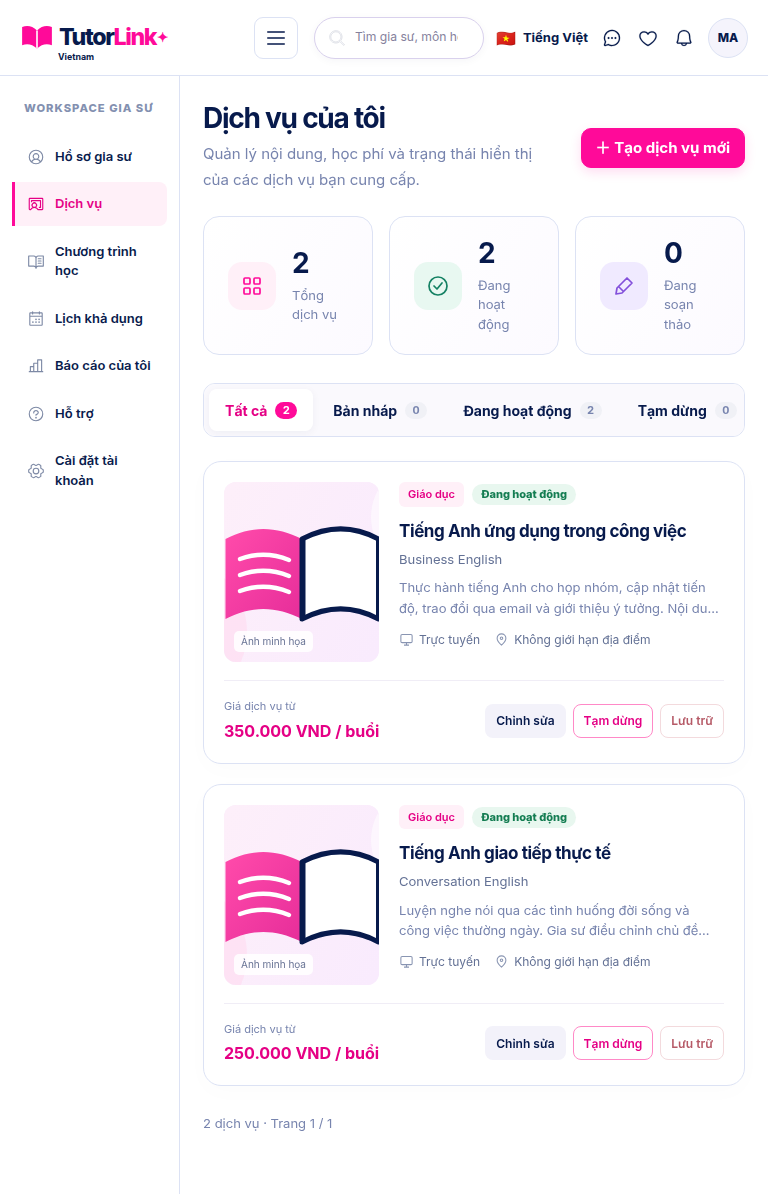 TutorLink
Vietnam
Tìm gia sư, môn h
Tiếng Việt
MA
WORKSPACE GIA SƯ
Hồ sơ gia sư
Dịch vụ
Chương trình
học
Lịch khả dụng
Báo cáo của tôi
Hỗ trợ
Cài đặt tài
khoản
Dịch vụ của tôi
Quản lý nội dung, học phí và trạng thái hiển thị
của các dịch vụ bạn cung cấp.
Tạo dịch vụ mới
2
Tổng
dịch vụ
2
Đang
hoạt
động
0
Đang
soạn
thảo
Tất cả 2
Bản nháp 0
Đang hoạt động 2
Tạm dừng 0
Ảnh minh họa
Giáo dục
Đang hoạt động
Tiếng Anh ứng dụng trong công việc
Business English
Thực hành tiếng Anh cho họp nhóm, cập nhật tiến
độ, trao đổi qua email và giới thiệu ý tưởng. Nội du...
Trực tuyến
Không giới hạn địa điểm
Giá dịch vụ từ
350.000 VND / buổi
Chỉnh sửa
Tạm dừng
Lưu trữ
Ảnh minh họa
Giáo dục
Đang hoạt động
Tiếng Anh giao tiếp thực tế
Conversation English
Luyện nghe nói qua các tình huống đời sống và
công việc thường ngày. Gia sư điều chỉnh chủ đề...
Trực tuyến
Không giới hạn địa điểm
Giá dịch vụ từ
250.000 VND / buổi
Chỉnh sửa
Tạm dừng
Lưu trữ
2 dịch vụ · Trang 1 / 1